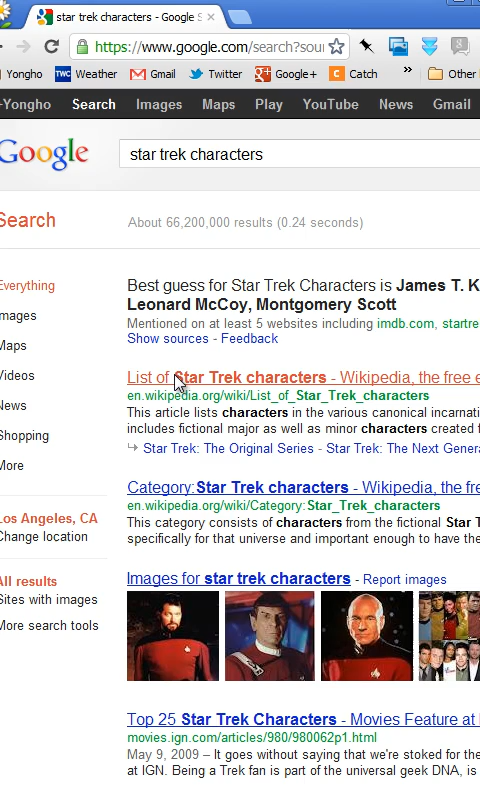 star trek characters - Google S
https://www.google.com/search?sour
Yongho Weather Gmail Twitter Google+ Catch » Other
+Yongho Search Images Maps Play YouTube News Gmail
Google star trek characters
Search About 66,200,000 results (0.24 seconds)
Everything
Images
Maps
Videos
News
Shopping
More
Los Angeles, CA
Change location
All results
Sites with images
More search tools
Best guess for Star Trek Characters is James T. K
Leonard McCoy, Montgomery Scott
Mentioned on at least 5 websites including imdb.com, startre
Show sources - Feedback
List of Star Trek characters - Wikipedia, the free e
en.wikipedia.org/wiki/List_of_Star_Trek_characters
This article lists characters in the various canonical incarnati
includes fictional major as well as minor characters created f
Star Trek: The Original Series - Star Trek: The Next Genera
Category:Star Trek characters - Wikipedia, the fre
en.wikipedia.org/wiki/Category:Star_Trek_characters
This category consists of characters from the fictional Star T
specifically for that universe and important enough to have the
Images for star trek characters - Report images
Top 25 Star Trek Characters - Movies Feature at I
movies.ign.com/articles/980/980062p1.html
May 9, 2009 – It goes without saying that we're stoked for the
at IGN. Being a Trek fan is part of the universal geek DNA, is